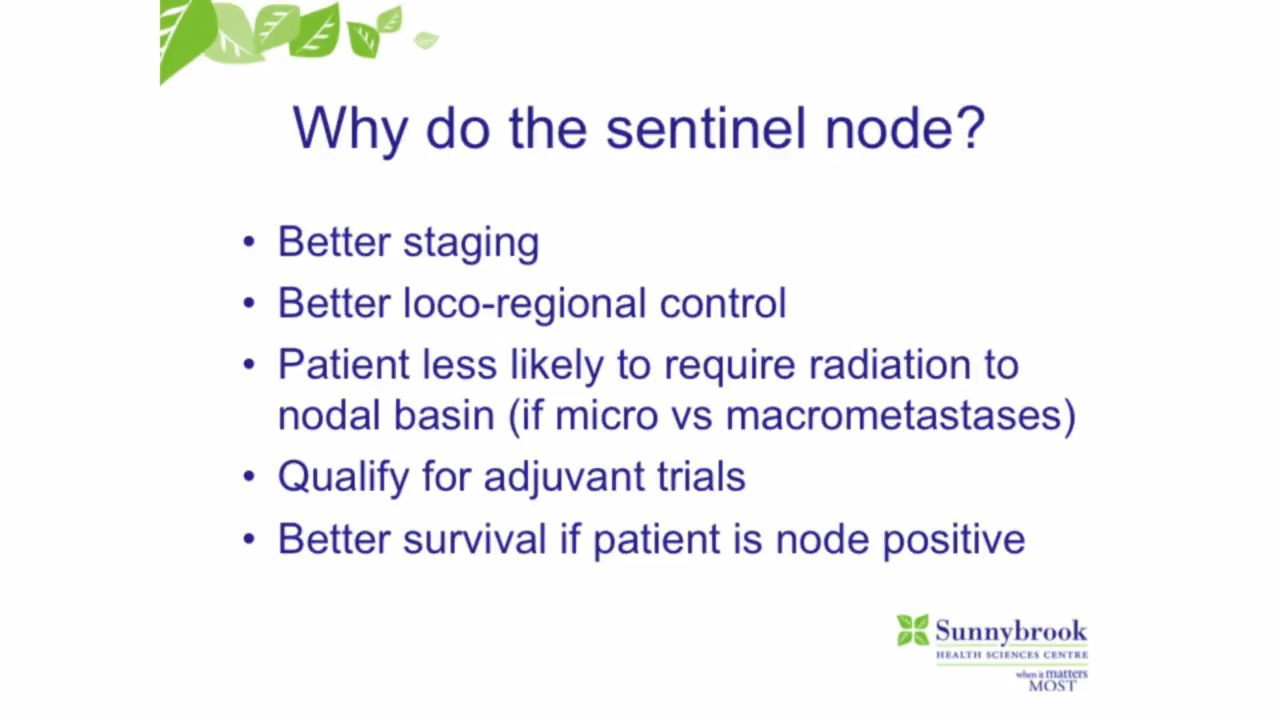 Why do the sentinel node?
• Better staging
• Better loco-regional control
• Patient less likely to require radiation to
nodal basin (if micro vs macrometastases)
• Qualify for adjuvant trials
• Better survival if patient is node positive
Sunnybrook
HEALTH SCIENCES CENTRE
when it matters
MOST